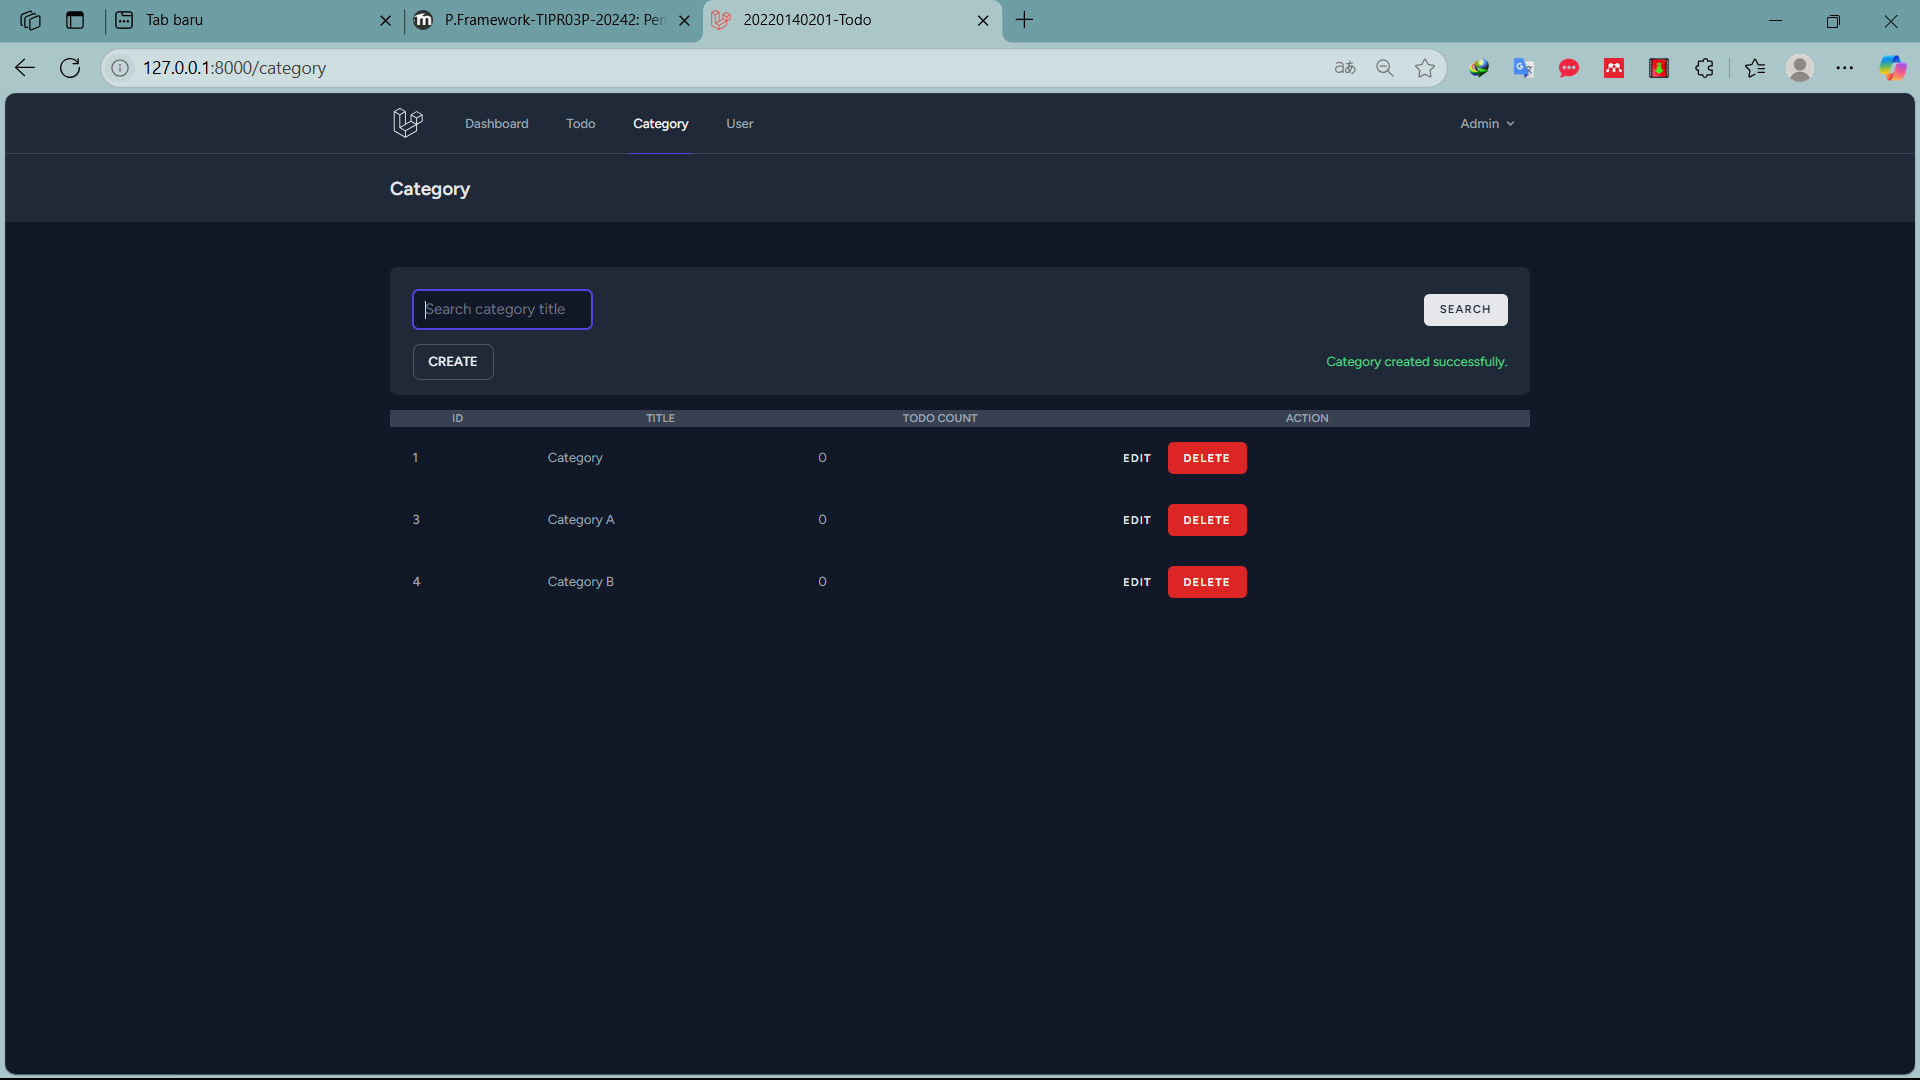 Tab baru
P.Framework-TIPR03P-20242: Per
20220140201-Todo
127.0.0.1:8000/category
Dashboard Todo Category User Admin
Category
Search category title SEARCH
CREATE Category created successfully.
ID TITLE TODO COUNT ACTION
1 Category 0 EDIT DELETE
3 Category A 0 EDIT DELETE
4 Category B 0 EDIT DELETE